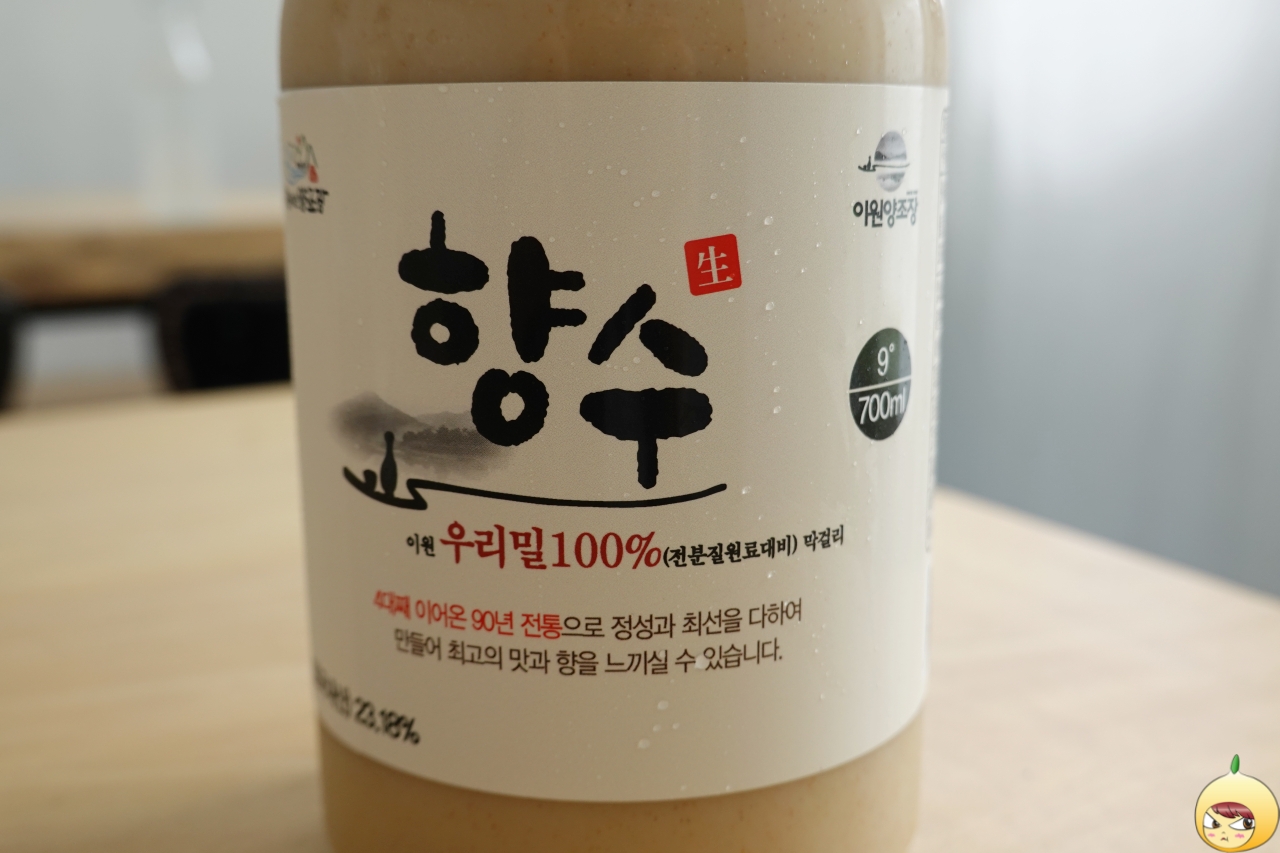 이원양조장
향수
生
9°
700ml
이원 우리밀100%(전분질원료대비) 막걸리
4대째 이어온 90년 전통으로 정성과 최선을 다하여
만들어 최고의 맛과 향을 느끼실 수 있습니다.
23.18%